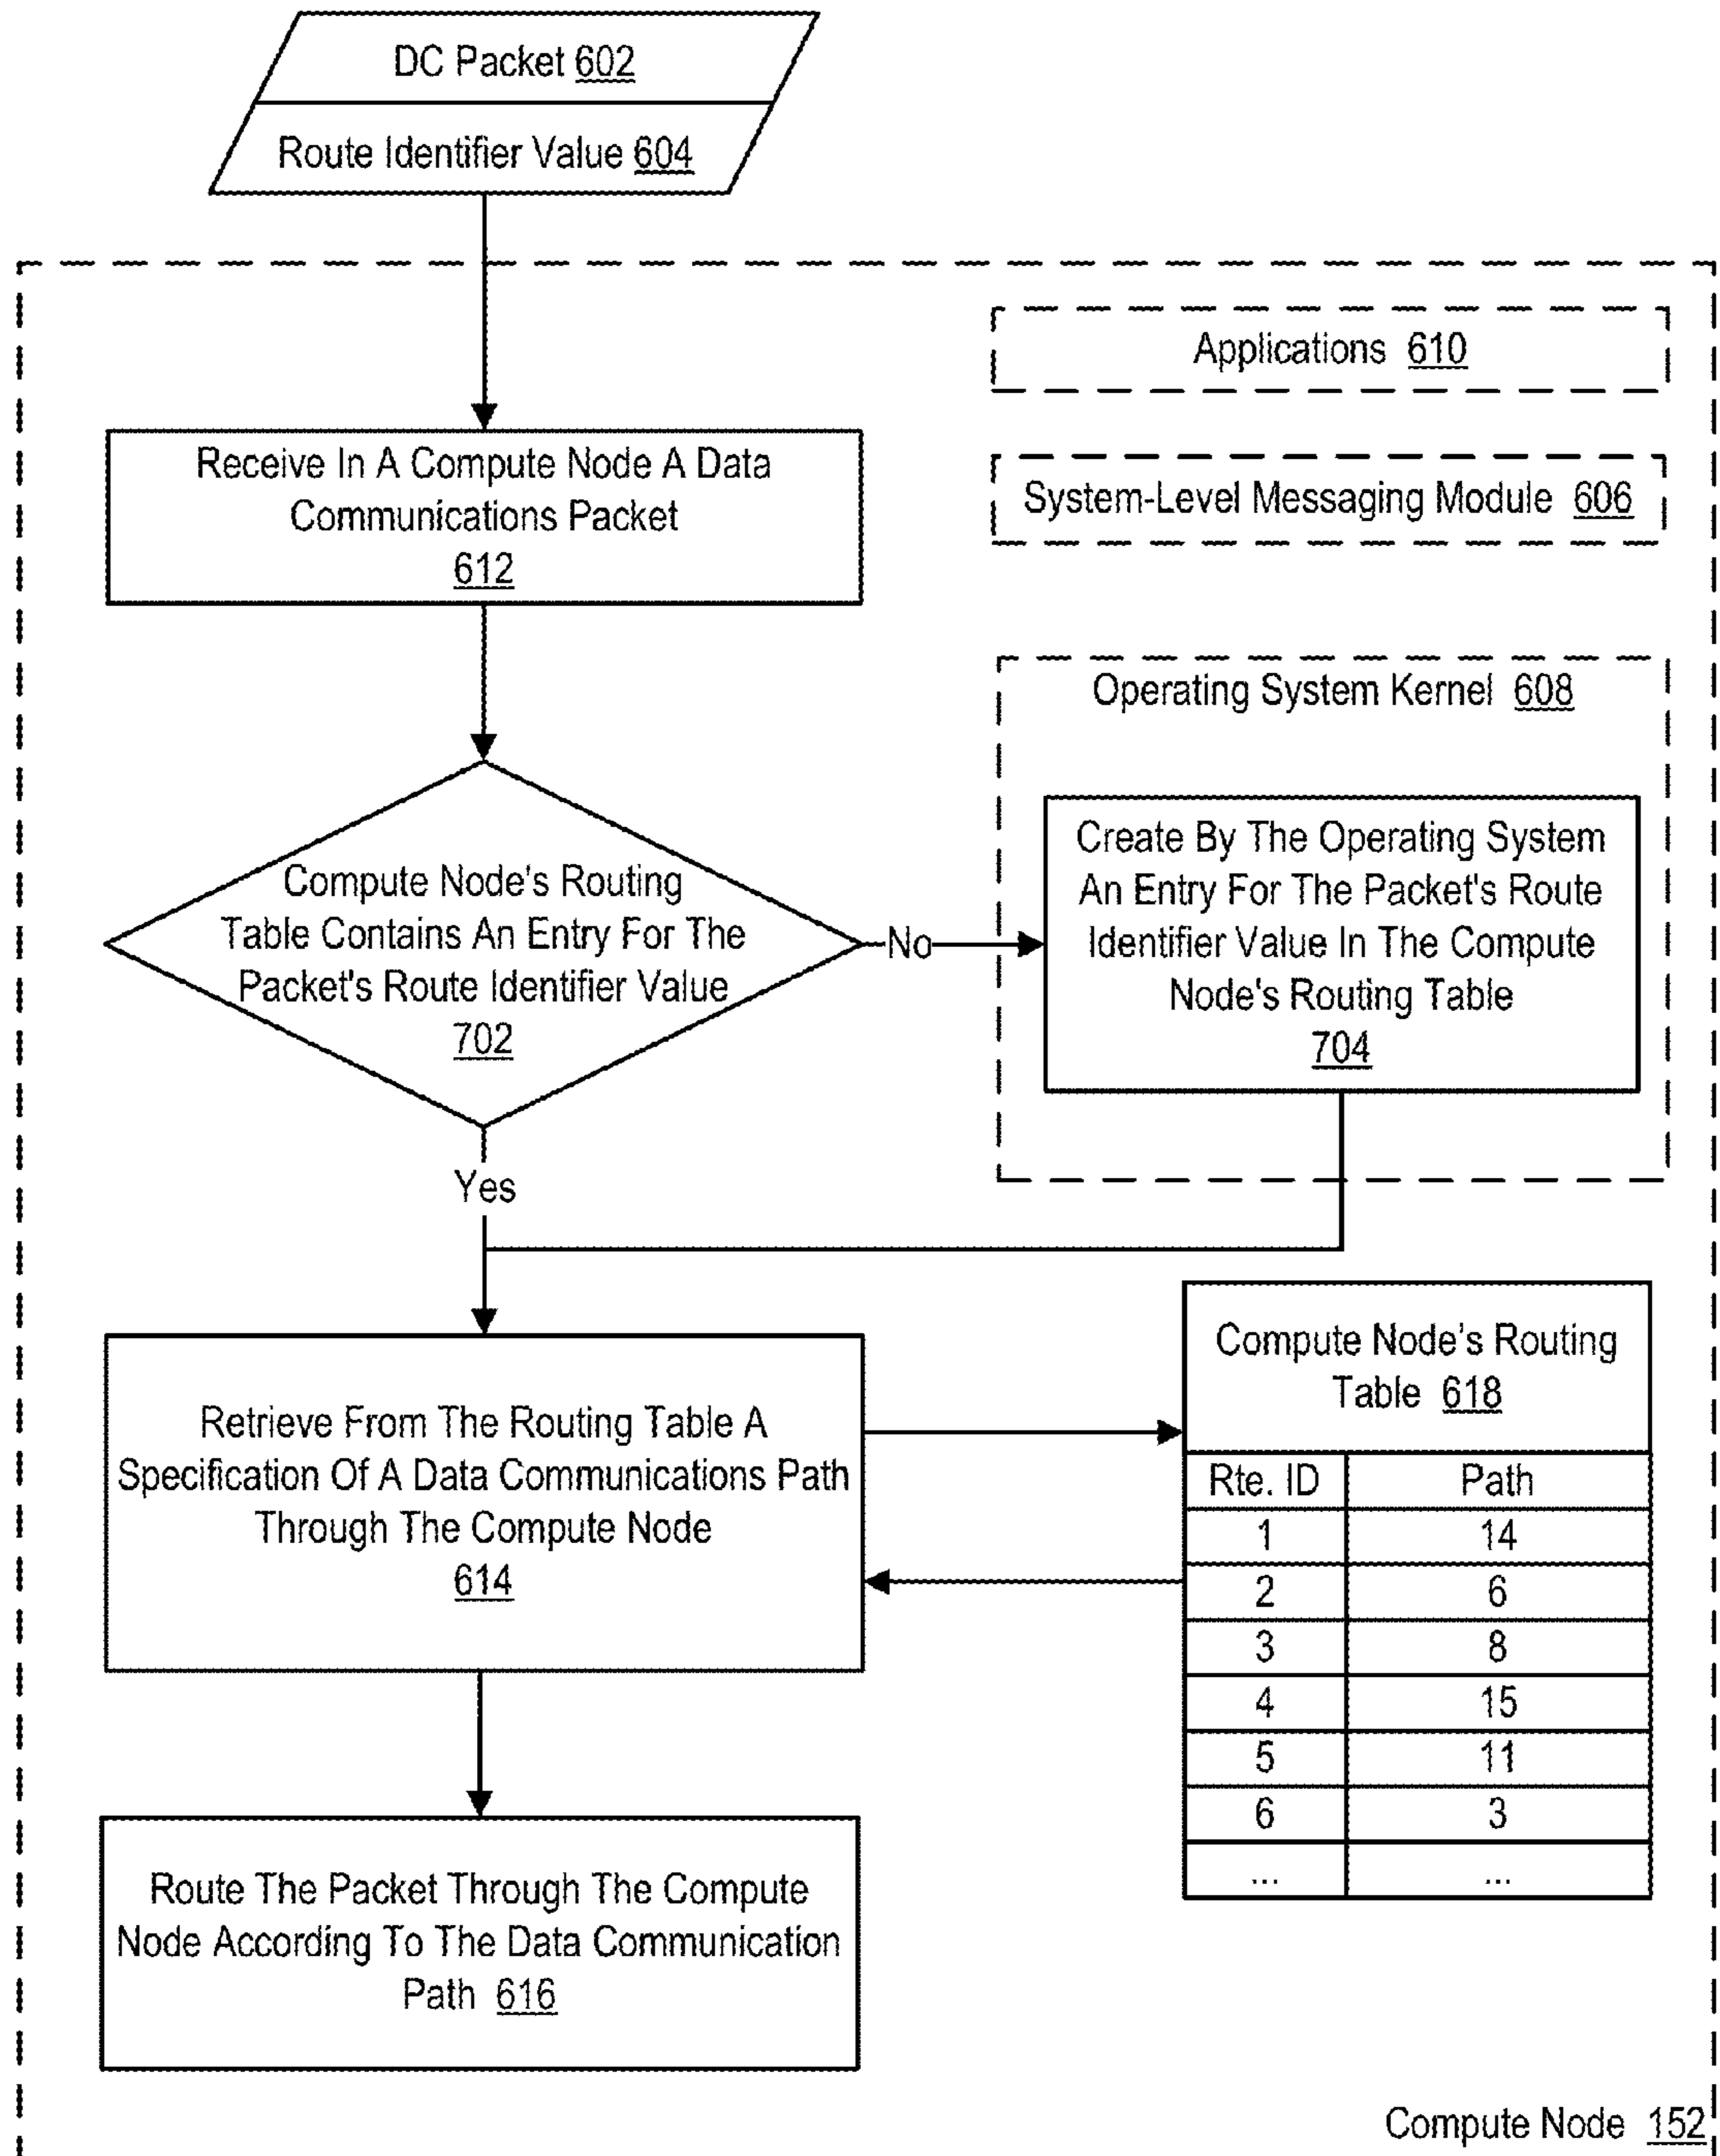 DC Packet 602
Route Identifier Value 604
Applications 610
Receive In A Compute Node A Data
Communications Packet
612
System-Level Messaging Module 606
Operating System Kernel 608
Compute Node's Routing
Table Contains An Entry For The
Packet's Route Identifier Value
702
No
Create By The Operating System
An Entry For The Packet's Route
Identifier Value In The Compute
Node's Routing Table
704
Yes
Retrieve From The Routing Table A
Specification Of A Data Communications Path
Through The Compute Node
614
Compute Node's Routing
Table 618
Rte. ID Path
1 14
2 6
3 8
4 15
5 11
6 3
... ...
Route The Packet Through The Compute
Node According To The Data Communication
Path 616
Compute Node 152